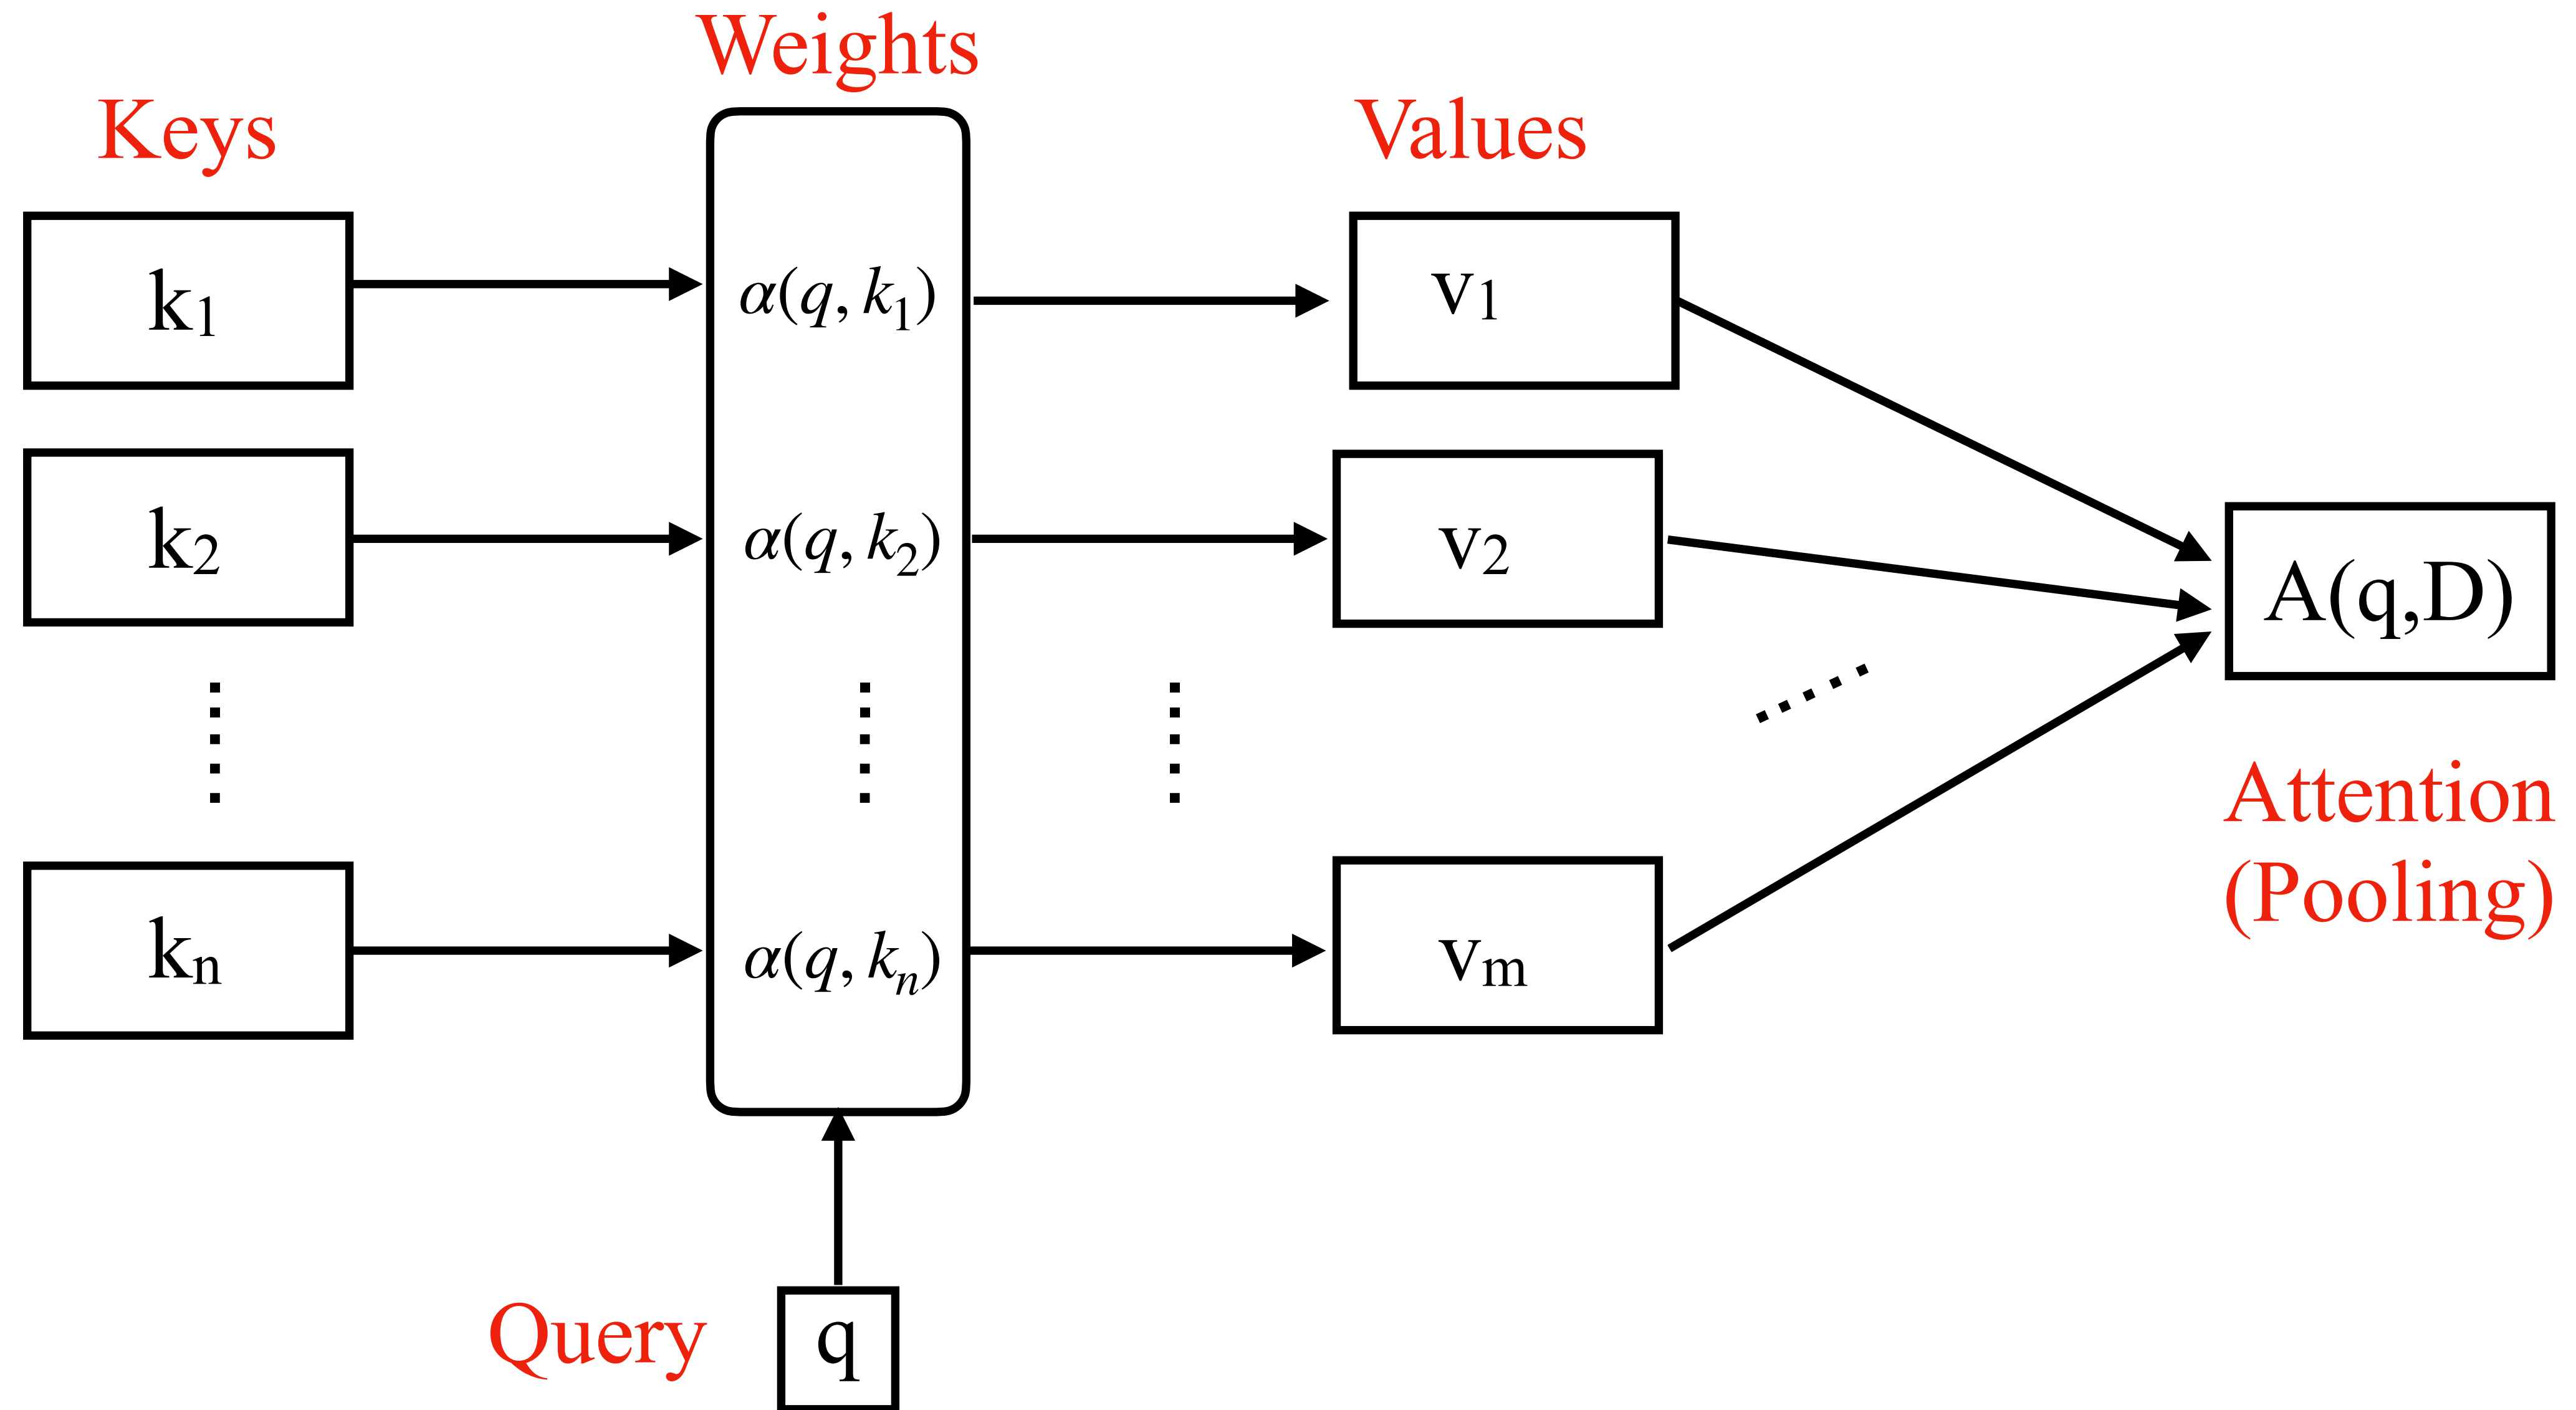 Weights
Keys
Values
k1
α(q, k1)
v1
k2
α(q, k2)
v2
A(q,D)
kn
α(q, kn)
vm
Attention
(Pooling)
Query
q